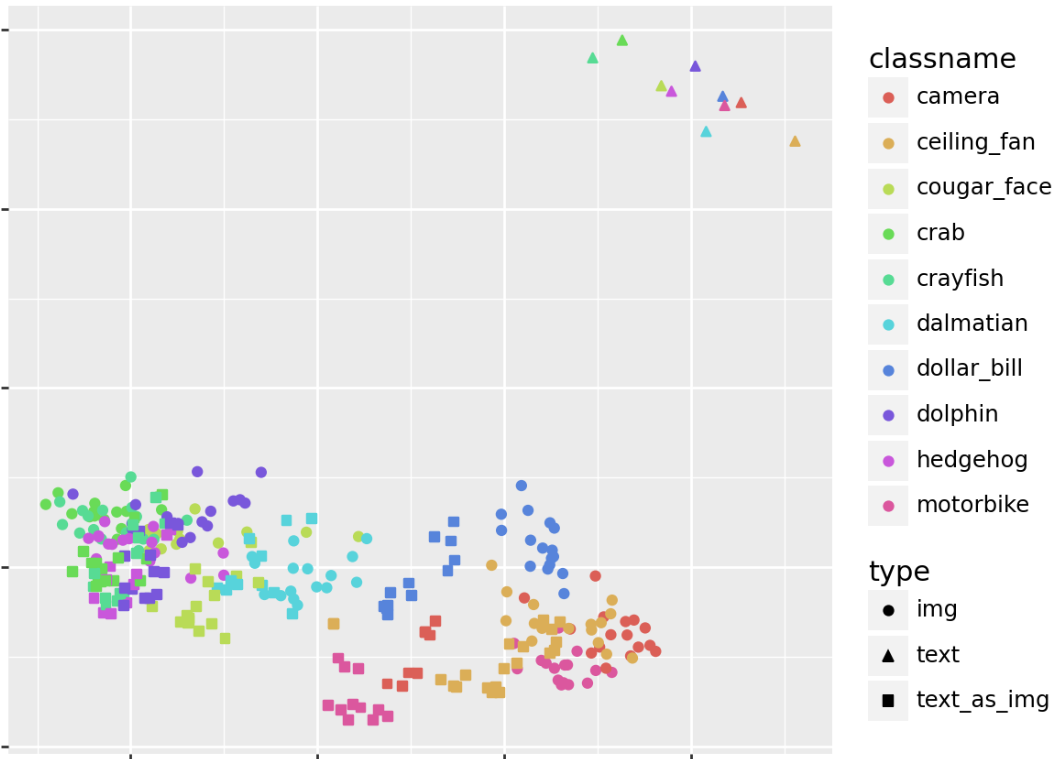 classname
camera
ceiling_fan
cougar_face
crab
crayfish
dalmatian
dollar_bill
dolphin
hedgehog
motorbike
type
img
text
text_as_img